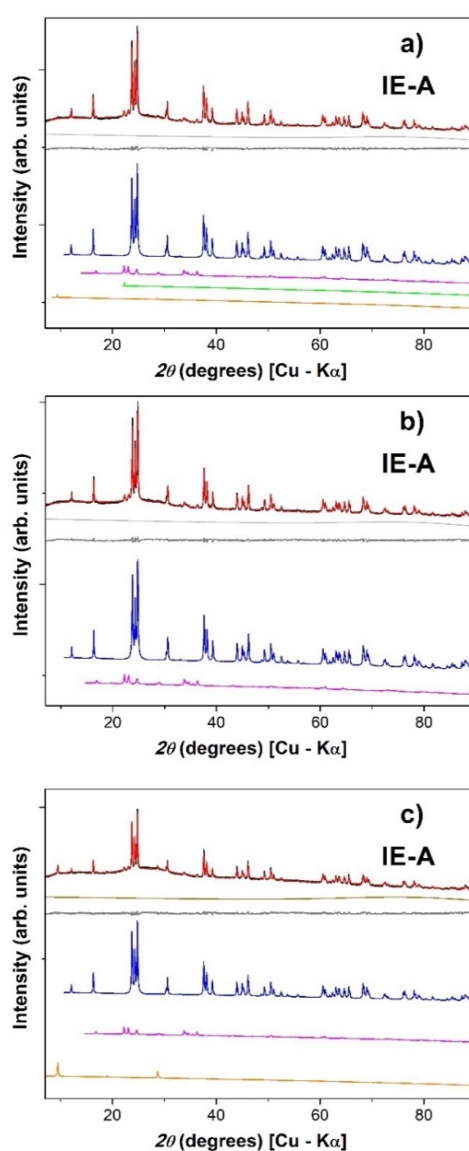 a)
IE-A
Intensity (arb. units)
20 40 60 80
2θ (degrees) [Cu - Kα]
b)
IE-A
Intensity (arb. units)
20 40 60 80
2θ (degrees) [Cu - Kα]
c)
IE-A
Intensity (arb. units)
20 40 60 80
2θ (degrees) [Cu - Kα]